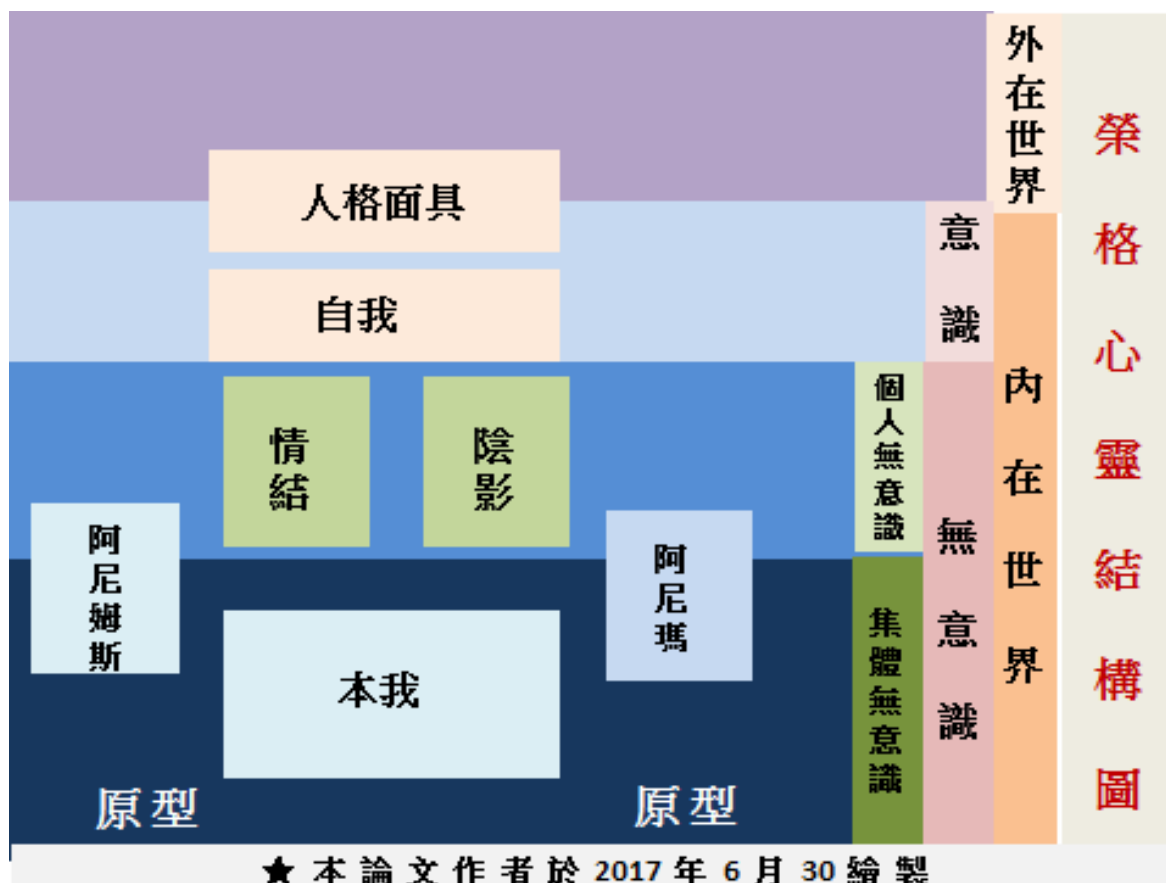 榮格心靈結構圖
外在世界
內在世界
意識
無意識
個人無意識
集體無意識
人格面具
自我
情結
陰影
阿尼姆斯
阿尼瑪
本我
原型
原型
★本論文作者於 2017 年 6 月 30 繪製